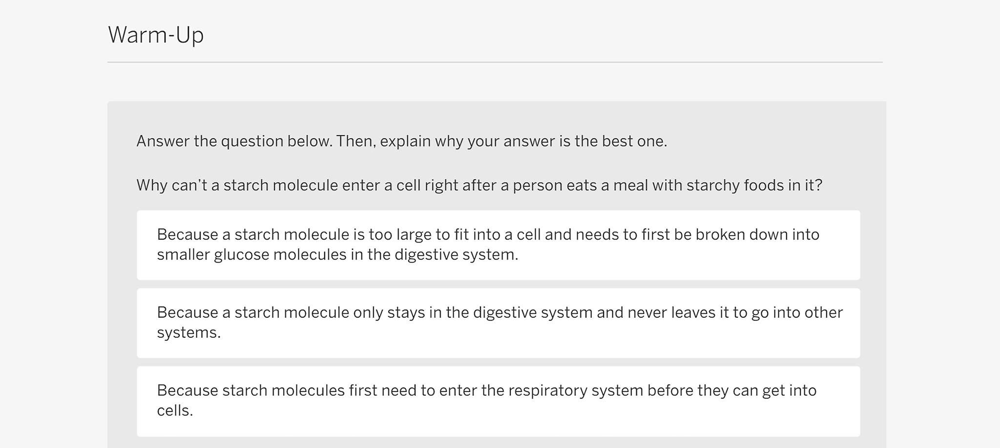 Warm-Up
Answer the question below. Then, explain why your answer is the best one.
Why can’t a starch molecule enter a cell right after a person eats a meal with starchy foods in it?
Because a starch molecule is too large to fit into a cell and needs to first be broken down into
smaller glucose molecules in the digestive system.
Because a starch molecule only stays in the digestive system and never leaves it to go into other
systems.
Because starch molecules first need to enter the respiratory system before they can get into
cells.